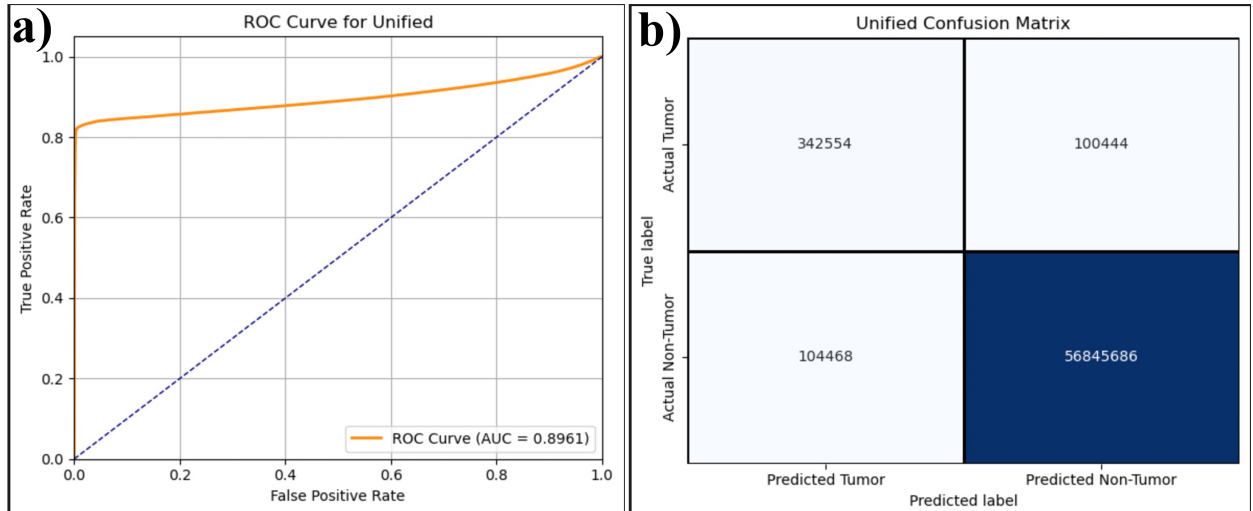 a)
ROC Curve for Unified
1.0
0.8
0.6
0.4
0.2
0.0
True Positive Rate
0.0 0.2 0.4 0.6 0.8 1.0
False Positive Rate
ROC Curve (AUC = 0.8961)
b)
Unified Confusion Matrix
True label
Actual Tumor
342554 100444
Actual Non-Tumor
104468 56845686
Predicted Tumor Predicted Non-Tumor
Predicted label